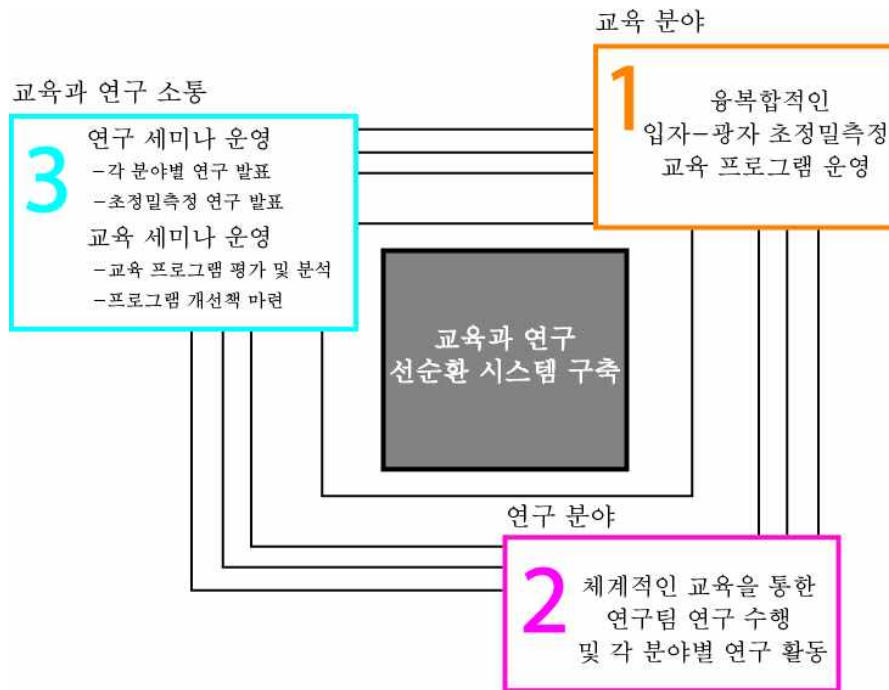 교육 분야
1
융복합적인
입자-광자 초정밀측정
교육 프로그램 운영
교육과 연구 소통
3
연구 세미나 운영
-각 분야별 연구 발표
-초정밀측정 연구 발표
교육 세미나 운영
-교육 프로그램 평가 및 분석
-프로그램 개선책 마련
교육과 연구
선순환 시스템 구축
연구 분야
2
체계적인 교육을 통한
연구팀 연구 수행
및 각 분야별 연구 활동